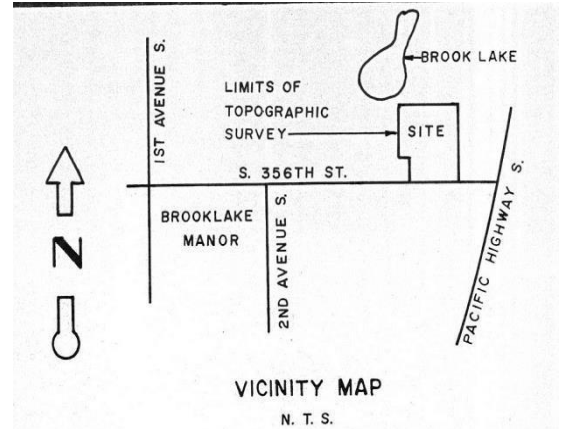 BROOK LAKE
1ST AVENUE S.
LIMITS OF
TOPOGRAPHIC
SURVEY
SITE
S. 356TH ST.
BROOKLAKE
MANOR
2ND AVENUE S.
PACIFIC HIGHWAY S.
N
VICINITY MAP
N. T. S.